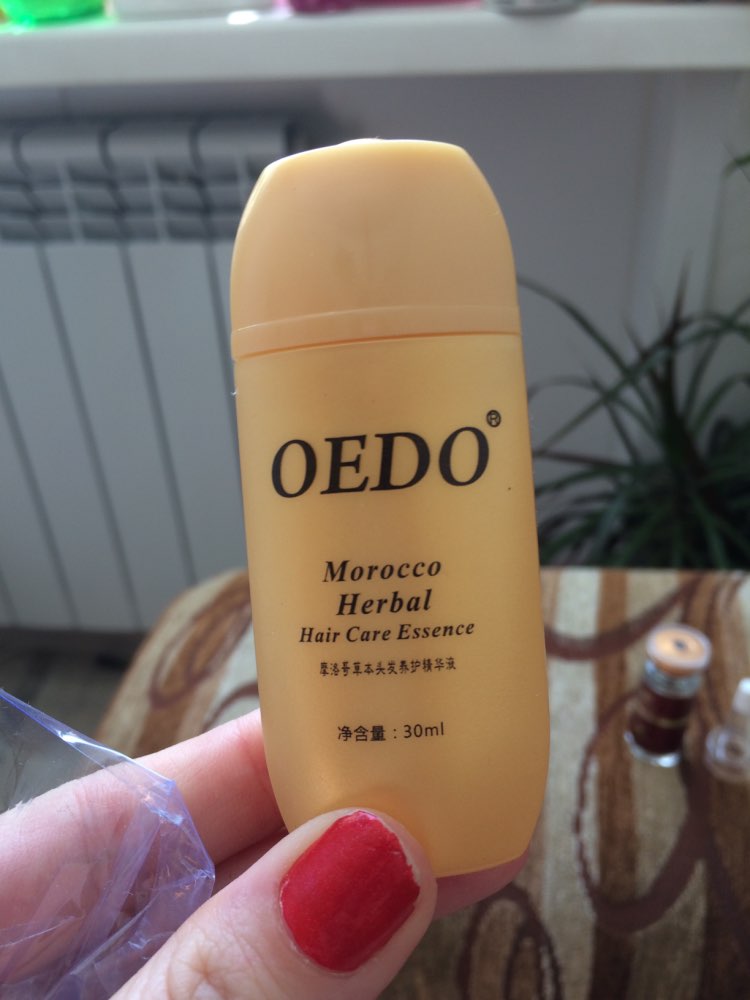 OEDO®
Morocco
Herbal
Hair Care Essence
摩洛哥草本头发养护精华液
净含量：30ml